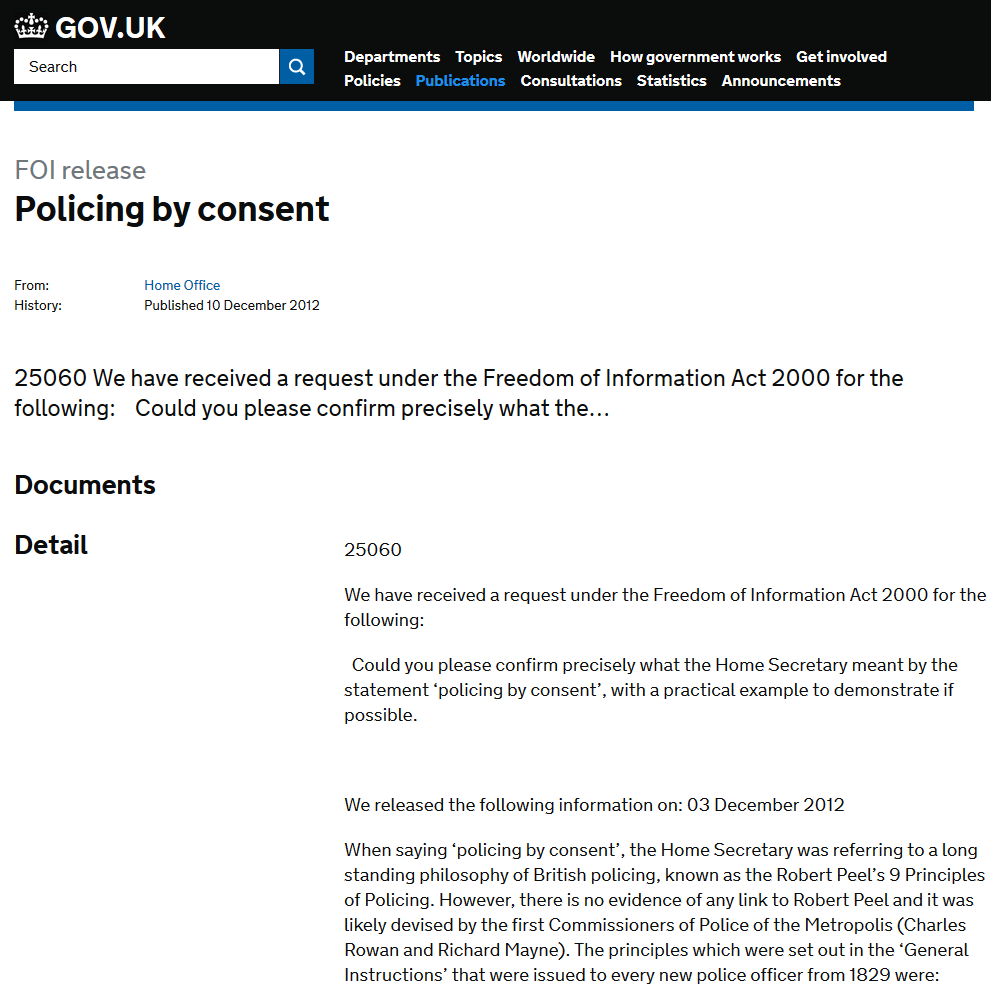 GOV.UK
Search
Departments Topics Worldwide How government works Get involved
Policies Publications Consultations Statistics Announcements
FOI release
Policing by consent
From: Home Office
History: Published 10 December 2012
25060 We have received a request under the Freedom of Information Act 2000 for the
following:   Could you please confirm precisely what the…
Documents
Detail
25060
We have received a request under the Freedom of Information Act 2000 for the
following:
Could you please confirm precisely what the Home Secretary meant by the
statement ‘policing by consent’, with a practical example to demonstrate if
possible.
We released the following information on: 03 December 2012
When saying ‘policing by consent’, the Home Secretary was referring to a long
standing philosophy of British policing, known as the Robert Peel’s 9 Principles
of Policing. However, there is no evidence of any link to Robert Peel and it was
likely devised by the first Commissioners of Police of the Metropolis (Charles
Rowan and Richard Mayne). The principles which were set out in the ‘General
Instructions’ that were issued to every new police officer from 1829 were: